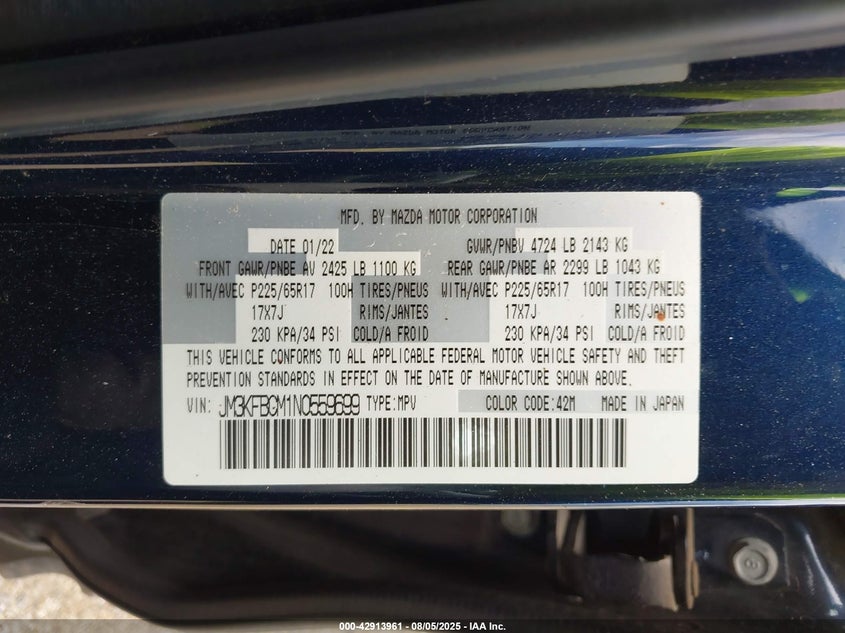 MFD. BY MAZDA MOTOR CORPORATION
DATE 01/22 GVWR/PNBV 4724 LB 2143 KG
FRONT GAWR/PNBE AV 2425 LB 1100 KG REAR GAWR/PNBE AR 2299 LB 1043 KG
WITH/AVEC P225/65R17 100H TIRES/PNEUS WITH/AVEC P225/65R17 100H TIRES/PNEUS
17X7J RIMS/JANTES 17X7J RIMS/JANTES
230 KPA/34 PSI COLD/A FROID 230 KPA/34 PSI COLD/A FROID
THIS VEHICLE CONFORMS TO ALL APPLICABLE FEDERAL MOTOR VEHICLE SAFETY AND THEFT
PREVENTION STANDARDS IN EFFECT ON THE DATE OF MANUFACTURE SHOWN ABOVE.
VIN: JM3KFBCM1N0559699 TYPE:MPV COLOR CODE:42M MADE IN JAPAN
000-42913961 - 08/05/2025 - IAA Inc.